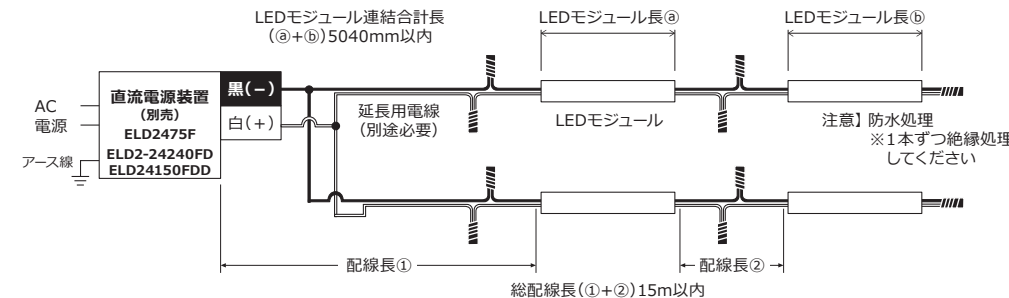 LEDモジュール連結合計長
(ⓐ+ⓑ)5040mm以内
LEDモジュール長ⓐ
LEDモジュール長ⓑ
直流電源装置
(別売)
ELD2475F
ELD2-24240FD
ELD24150FDD
黒(−)
白(+)
AC
電源
アース線
延長用電線
(別途必要)
LEDモジュール
注意】防水処理
※1本ずつ絶縁処理
してください
配線長①
配線長②
総配線長(①+②)15m以内